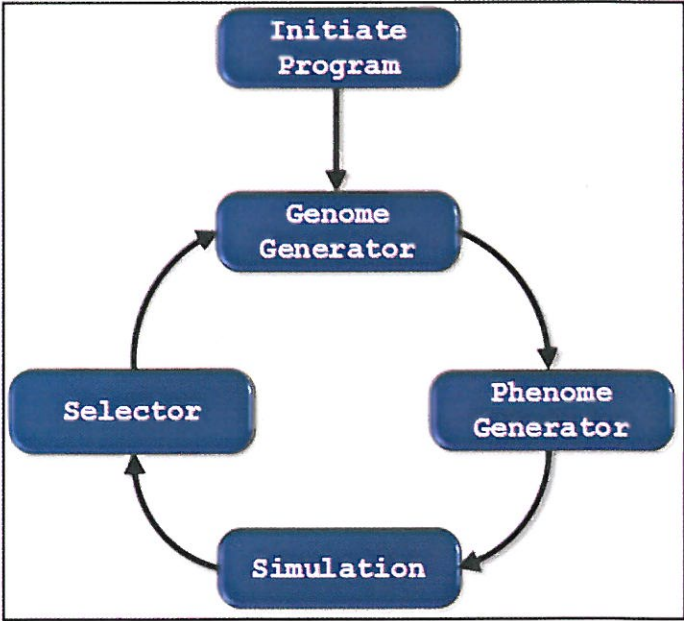 Initiate
Program
Genome
Generator
Phenome
Generator
Selector
Simulation